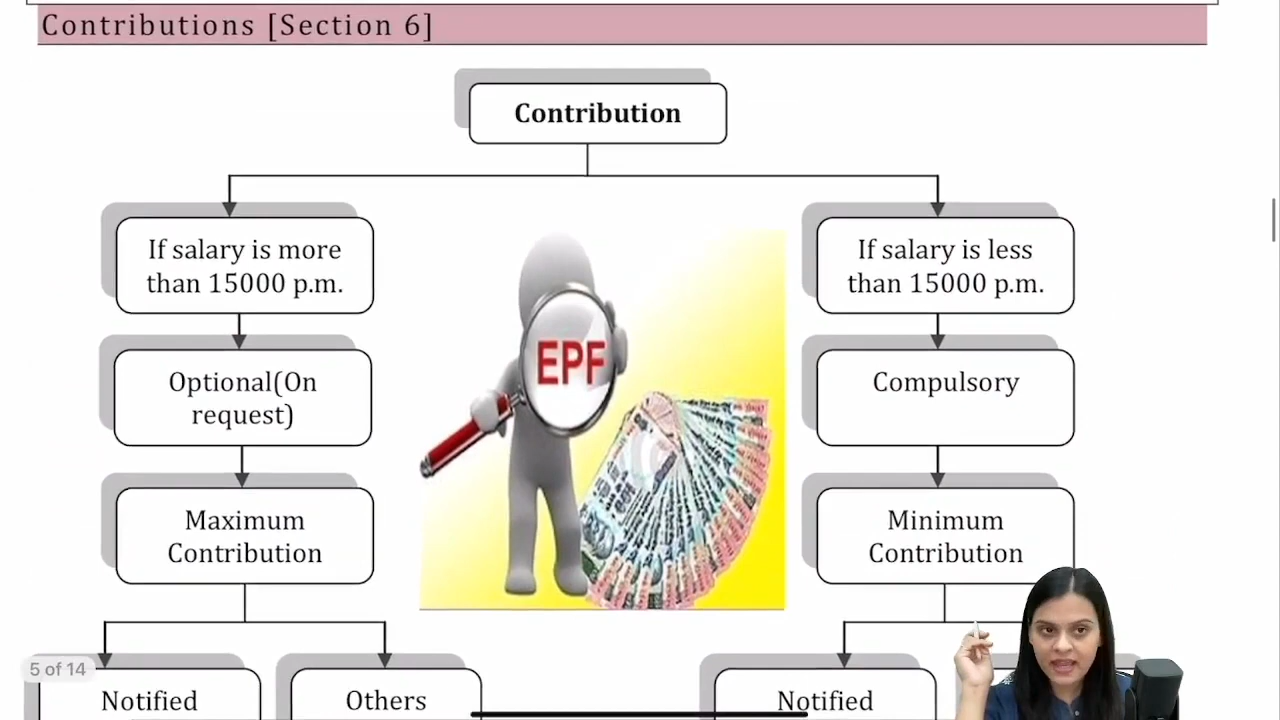 Contributions [Section 6]
Contribution
If salary is more
than 15000 p.m.
If salary is less
than 15000 p.m.
EPF
Optional(On
request)
Compulsory
Maximum
Contribution
Minimum
Contribution
5 of 14
Notified
Others
Notified